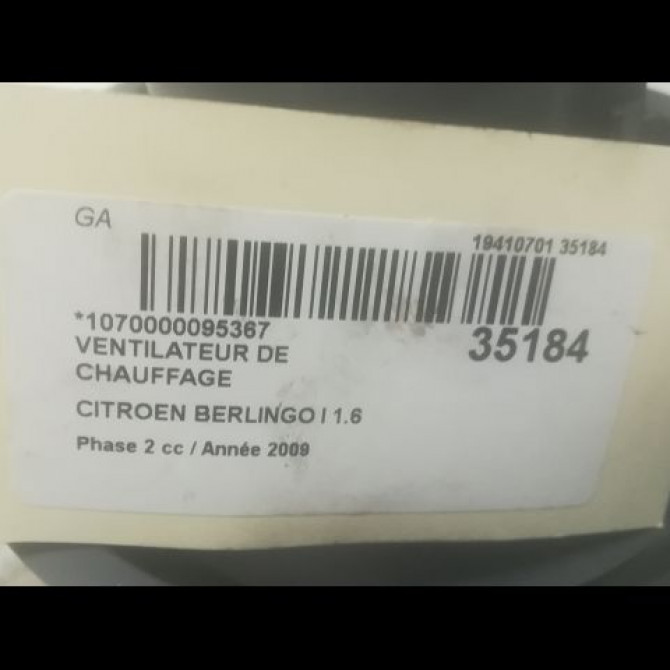 GA
19410701 35184
*1070000095367
35184
VENTILATEUR DE
CHAUFFAGE
CITROEN BERLINGO I 1.6
Phase 2 cc / Année 2009